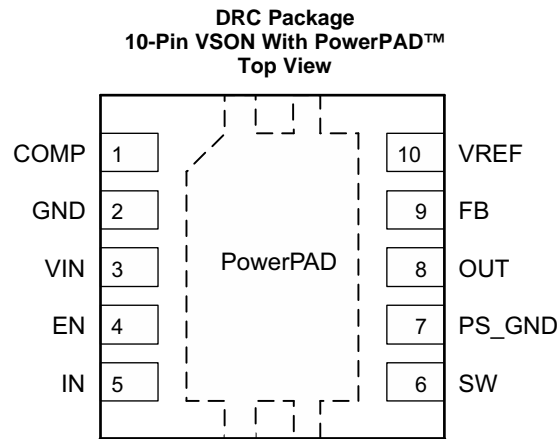 DRC Package
10-Pin VSON With PowerPAD™
Top View
COMP 1
10 VREF
GND 2
9 FB
VIN 3
PowerPAD
8 OUT
EN 4
7 PS_GND
IN 5
6 SW